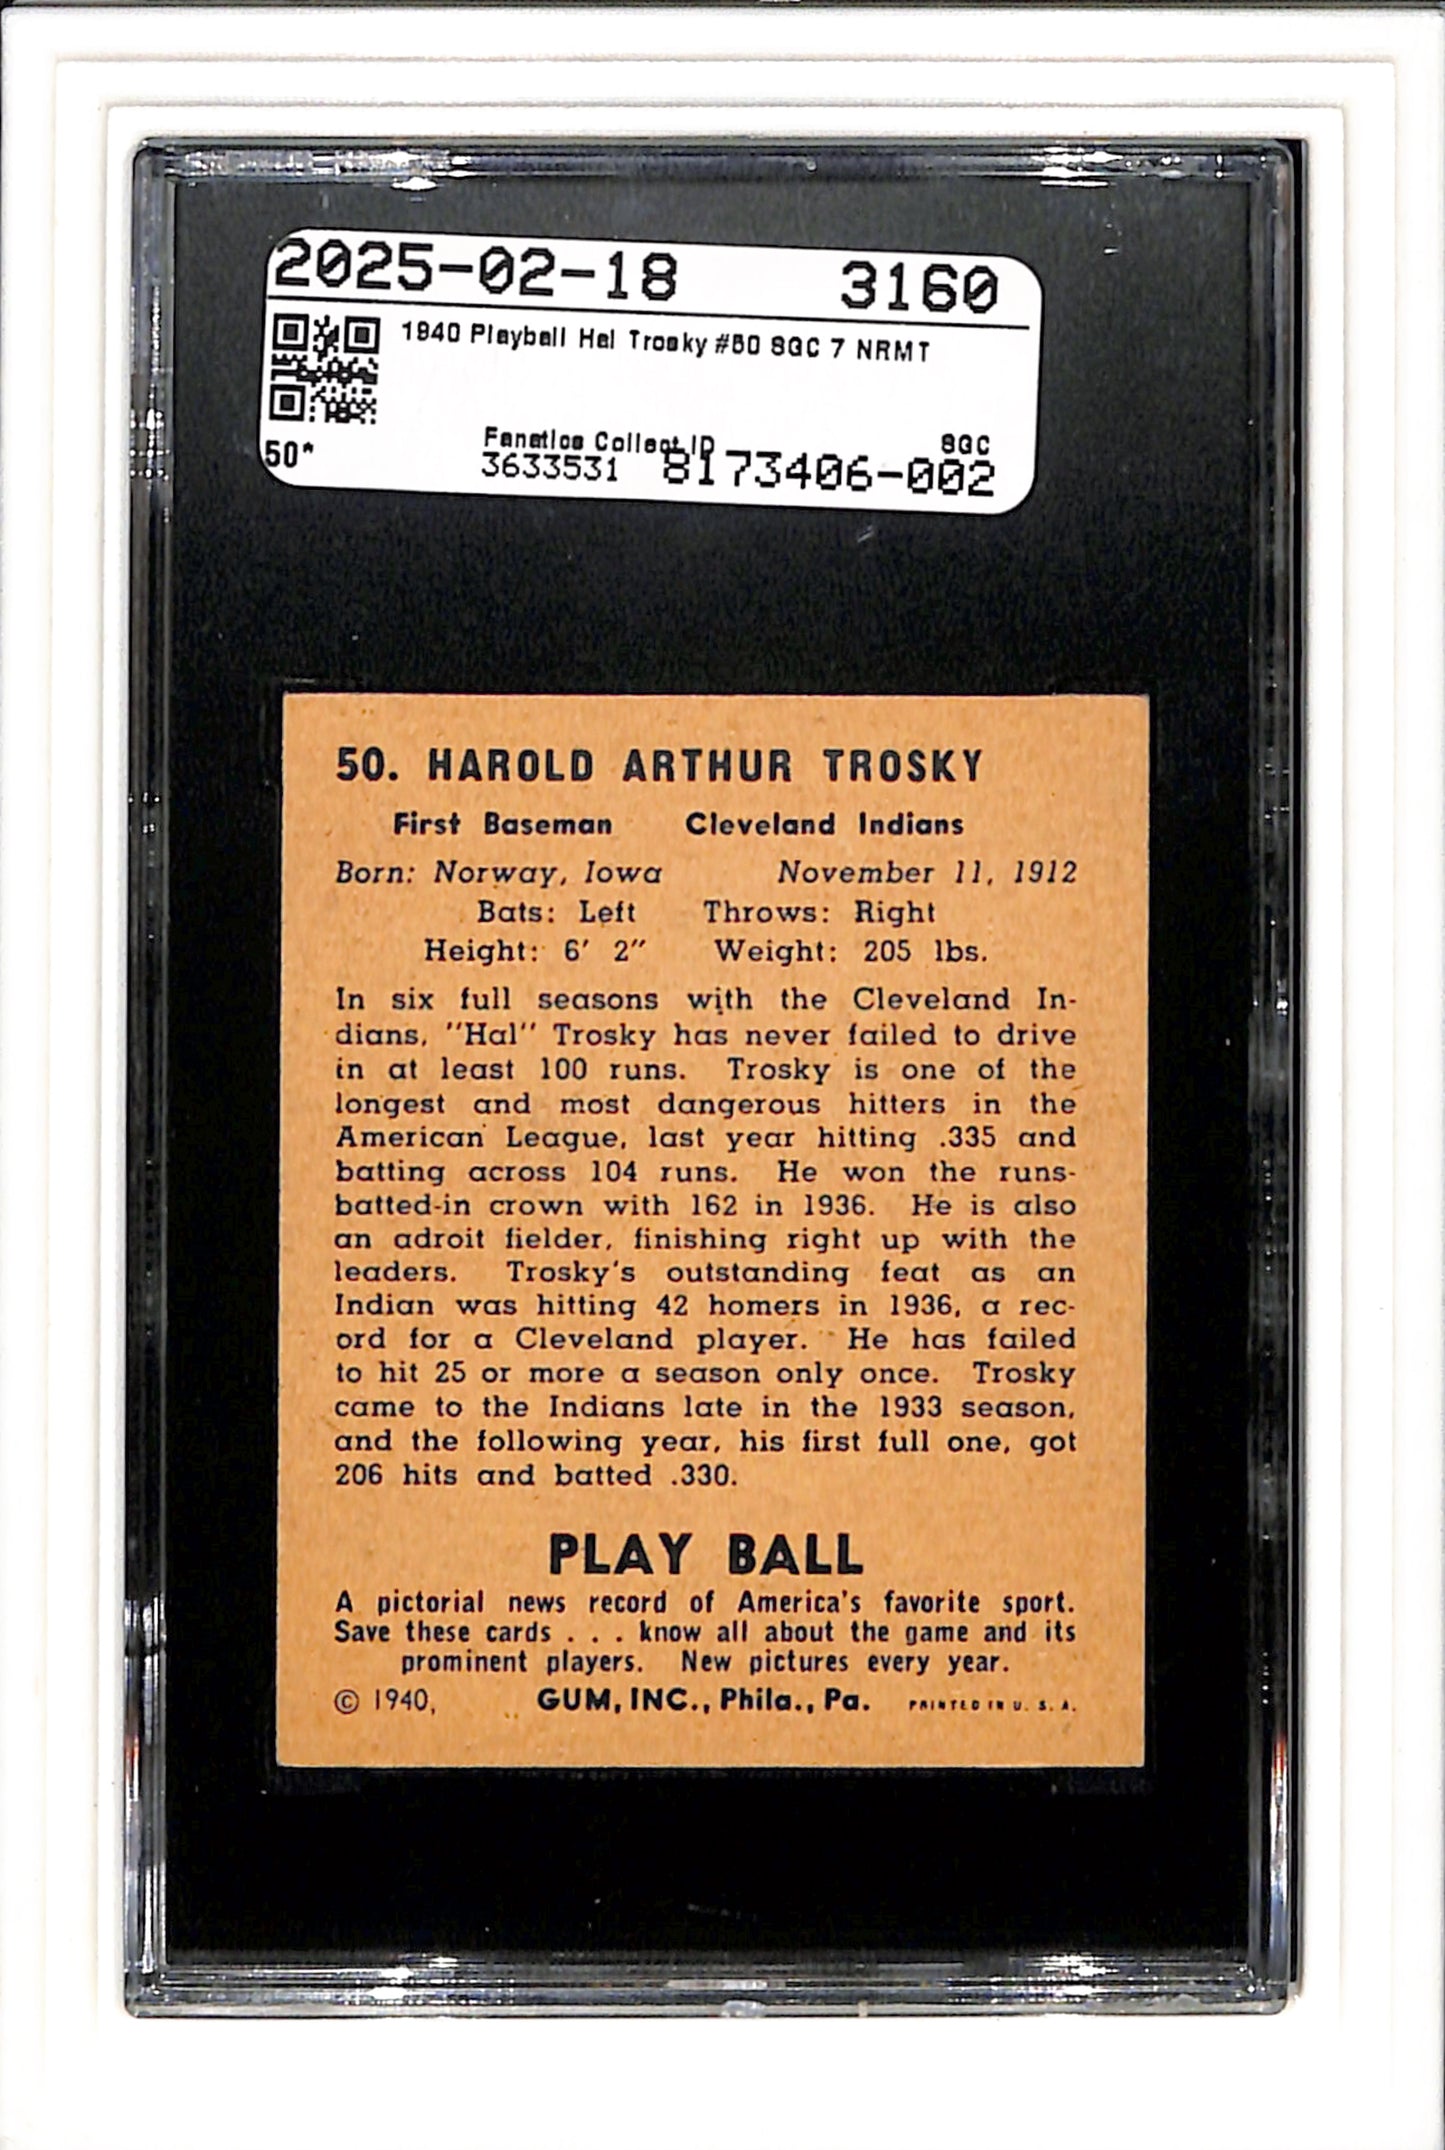 2025-02-18 3160
1940 Playball Hal Trosky #50 SGC 7 NRMT
Fanatics Collect ID SGC
50* 3633531 8173406-002
50. HAROLD ARTHUR TROSKY
First Baseman Cleveland Indians
Born: Norway, Iowa November 11, 1912
Bats: Left Throws: Right
Height: 6' 2" Weight: 205 lbs.
In six full seasons with the Cleveland In-
dians, "Hal" Trosky has never failed to drive
in at least 100 runs. Trosky is one of the
longest and most dangerous hitters in the
American League, last year hitting .335 and
batting across 104 runs. He won the runs-
batted-in crown with 162 in 1936. He is also
an adroit fielder, finishing right up with the
leaders. Trosky's outstanding feat as an
Indian was hitting 42 homers in 1936, a rec-
ord for a Cleveland player. He has failed
to hit 25 or more a season only once. Trosky
came to the Indians late in the 1933 season,
and the following year, his first full one, got
206 hits and batted .330.
PLAY BALL
A pictorial news record of America's favorite sport.
Save these cards . . . know all about the game and its
prominent players. New pictures every year.
© 1940, GUM, INC., Phila., Pa. PRINTED IN U. S. A.